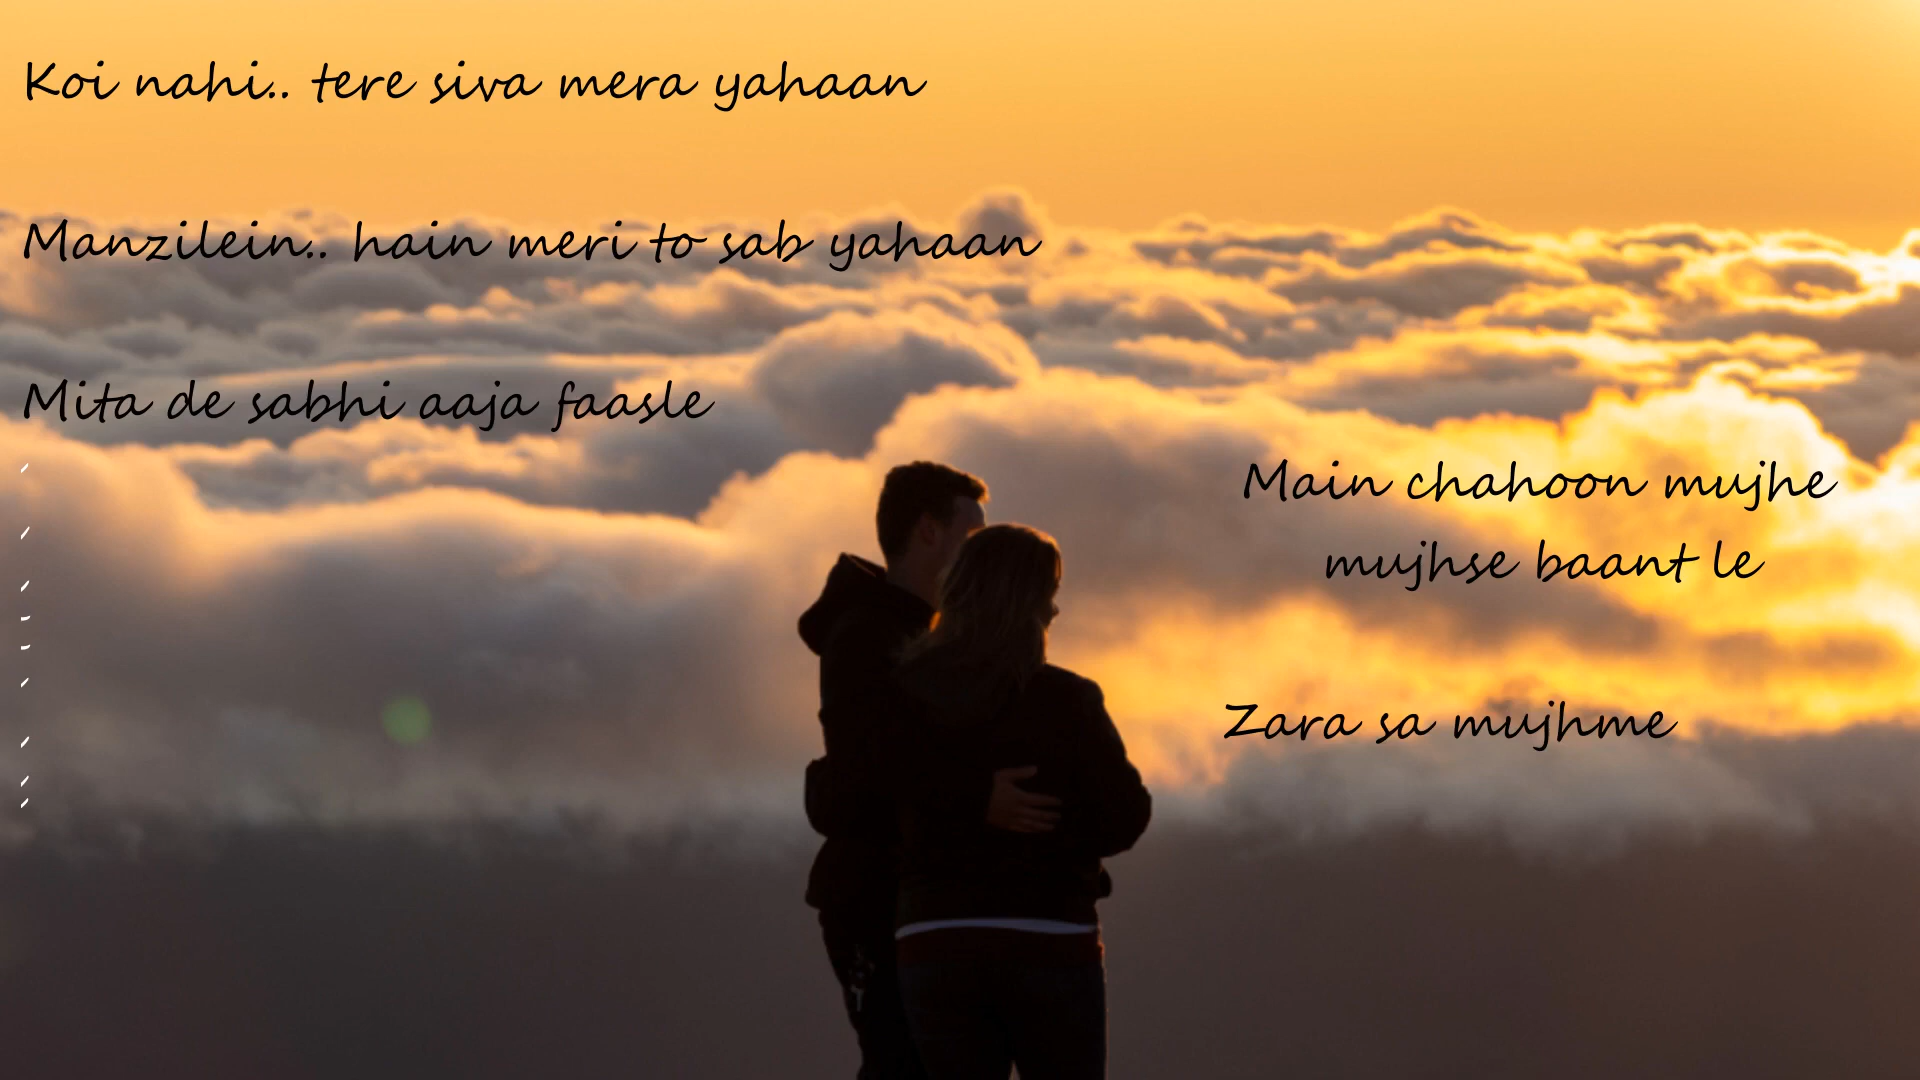 Koi nahi.. tere siva mera yahaan
Manzilein.. hain meri to sab yahaan
Mita de sabhi aaja faasle
Main chahoon mujhe
mujhse baant le
Zara sa mujhme